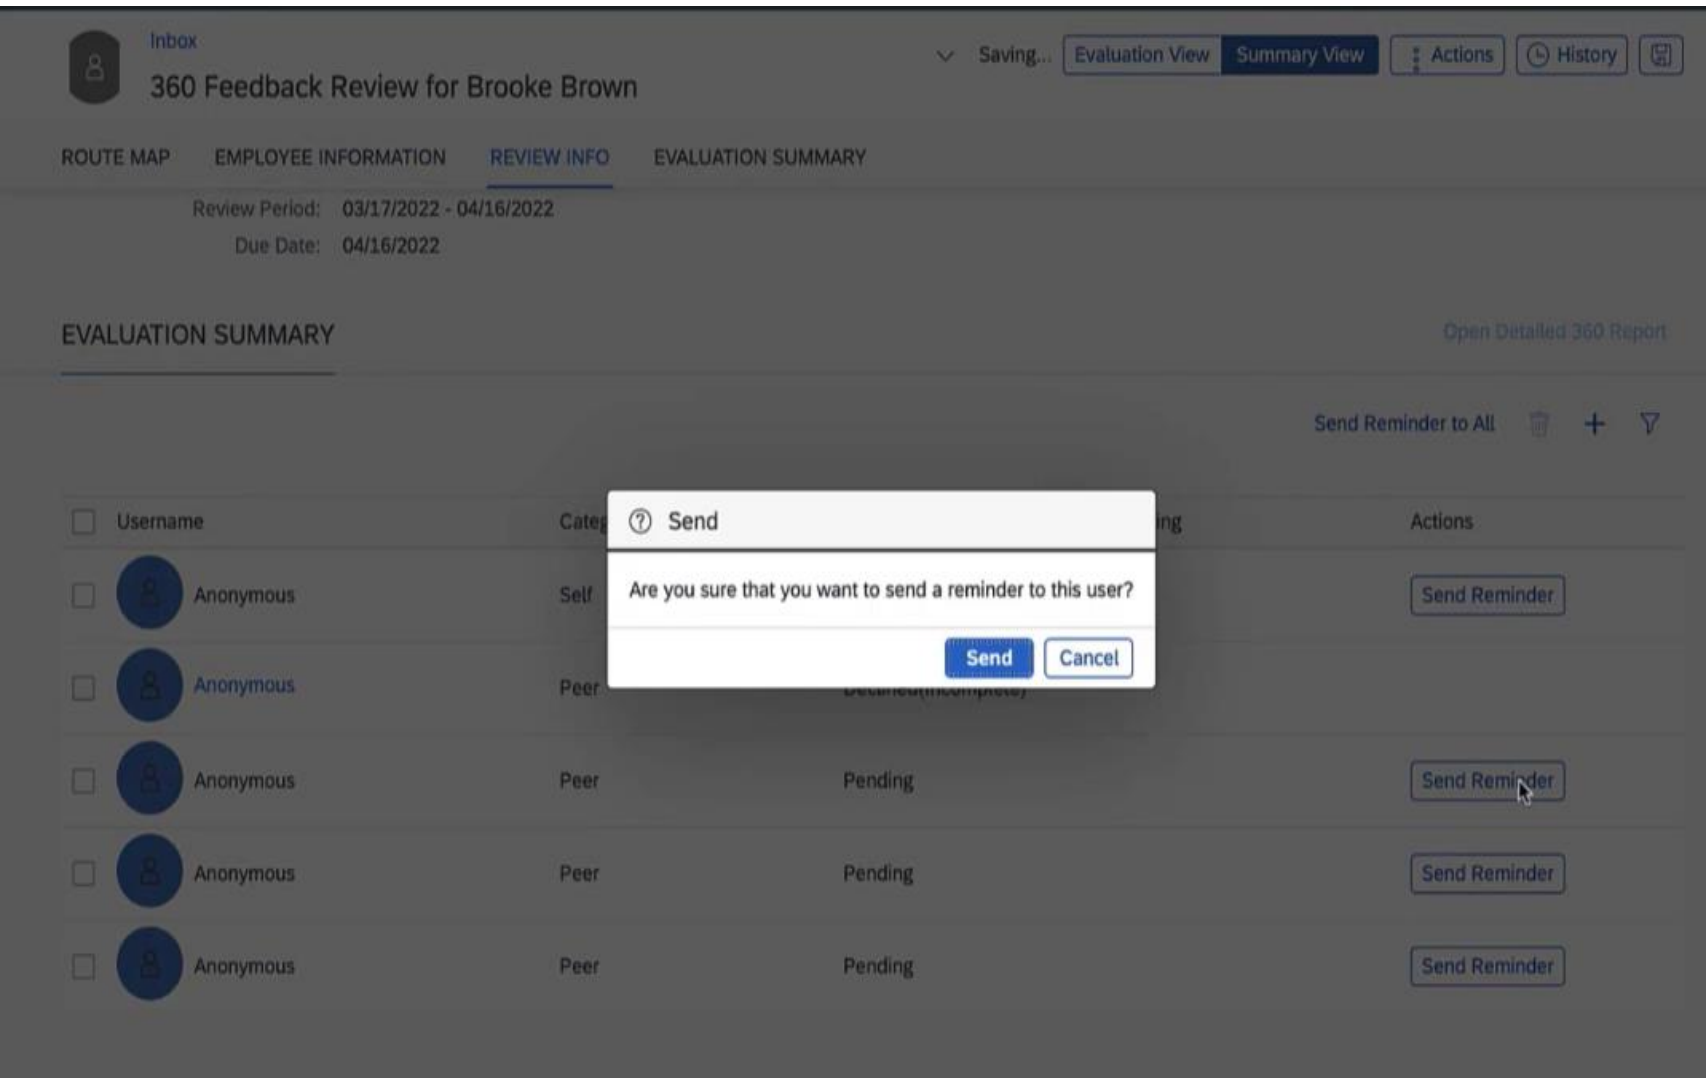 Inbox
360 Feedback Review for Brooke Brown
Saving... Evaluation View Summary View Actions History
ROUTE MAP EMPLOYEE INFORMATION REVIEW INFO EVALUATION SUMMARY
Review Period: 03/17/2022 - 04/16/2022
Due Date: 04/16/2022
EVALUATION SUMMARY Open Detailed 360 Report
Send Reminder to All
Username Categ ing Actions
Send
Are you sure that you want to send a reminder to this user?
Send Cancel
Anonymous Self Send Reminder
Anonymous Peer Declined(Incomplete)
Anonymous Peer Pending Send Reminder
Anonymous Peer Pending Send Reminder
Anonymous Peer Pending Send Reminder